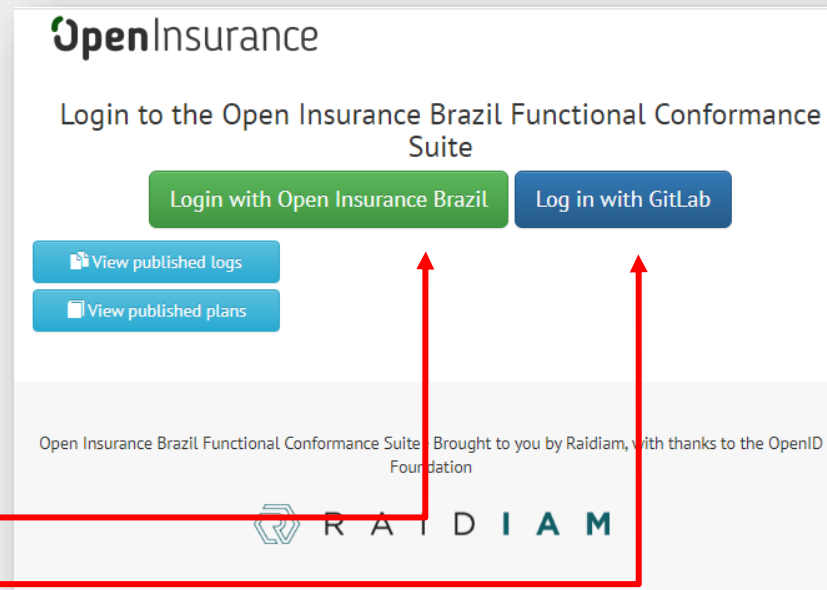 OpenInsurance
Login to the Open Insurance Brazil Functional Conformance
Suite
Login with Open Insurance Brazil Log in with GitLab
View published logs
View published plans
Open Insurance Brazil Functional Conformance Suite - Brought to you by Raidiam, with thanks to the OpenID
Foundation
RAIDIAM